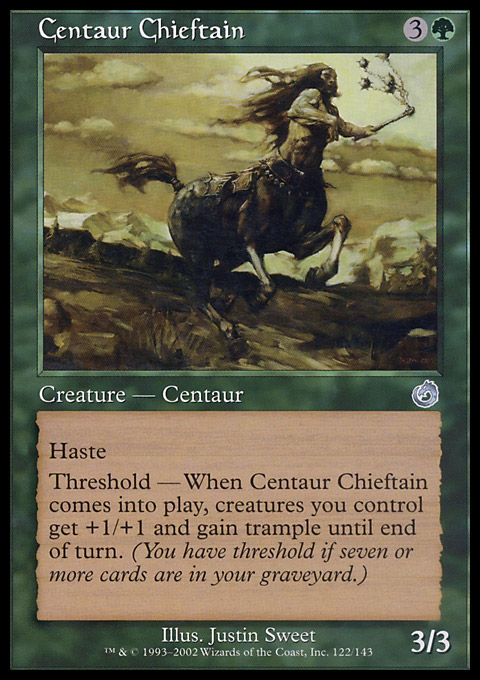 Centaur Chieftain 3
Creature — Centaur
Haste
Threshold — When Centaur Chieftain
comes into play, creatures you control
get +1/+1 and gain trample until end
of turn. (You have threshold if seven or
more cards are in your graveyard.)
Illus. Justin Sweet
™ & © 1993–2002 Wizards of the Coast, Inc. 122/143
3/3